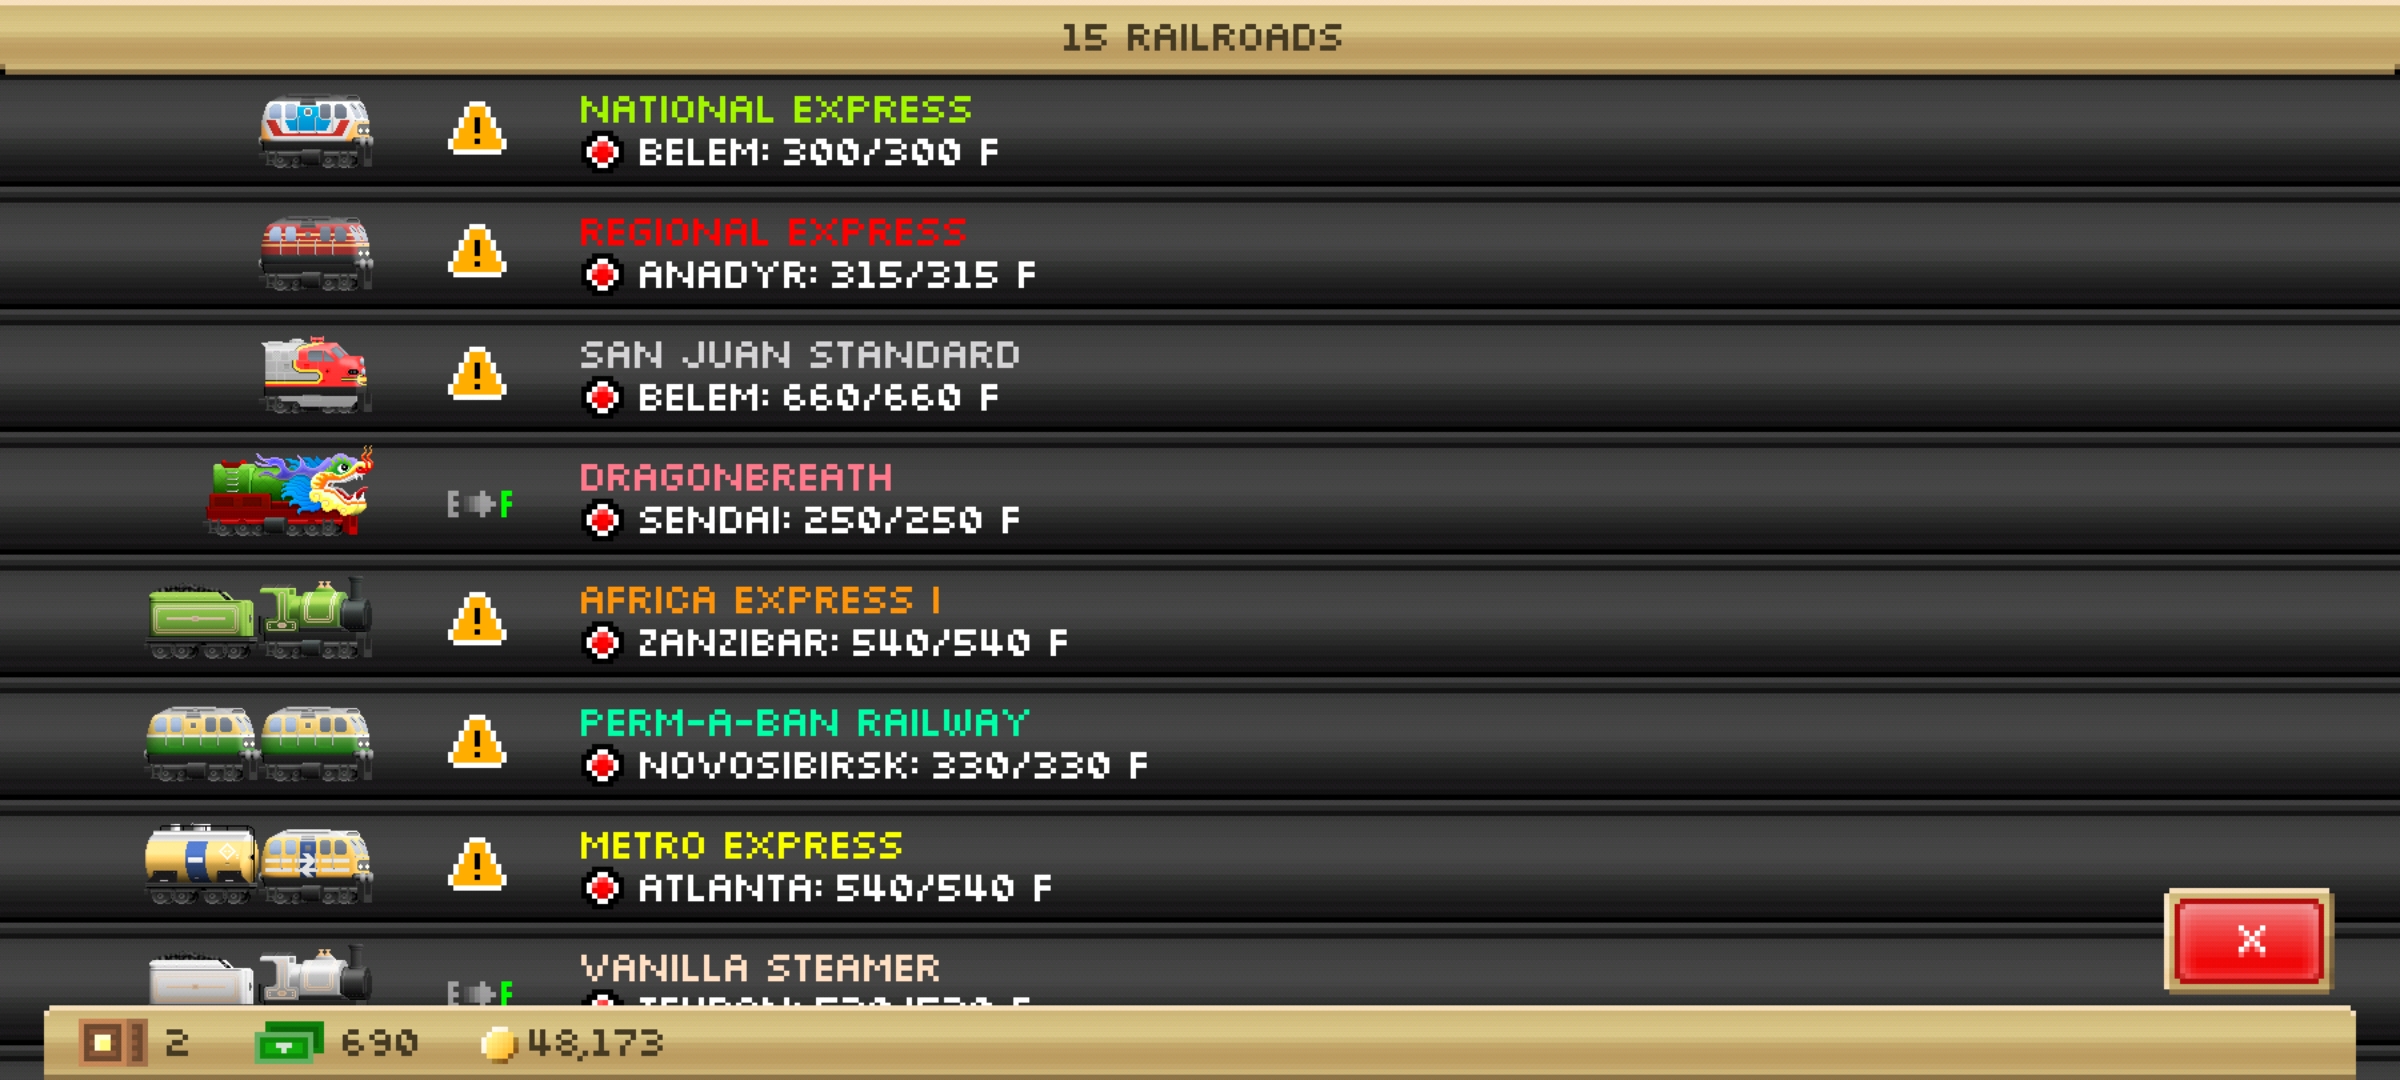 15 RAILROADS
NATIONAL EXPRESS
BELEM: 300/300 F
REGIONAL EXPRESS
ANADYR: 315/315 F
SAN JUAN STANDARD
BELEM: 660/660 F
DRAGONBREATH
E F
SENDAI: 250/250 F
AFRICA EXPRESS I
ZANZIBAR: 540/540 F
PERM-A-BAN RAILWAY
NOVOSIBIRSK: 330/330 F
METRO EXPRESS
ATLANTA: 540/540 F
VANILLA STEAMER
E F
X
2 690 48,173